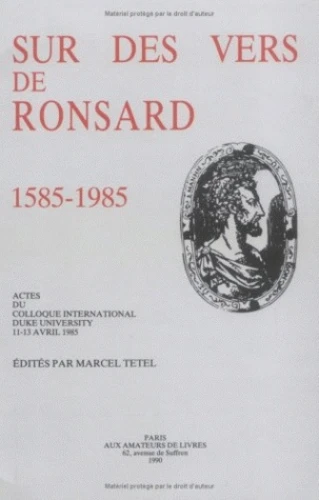 Matériel protégé par le droit d'auteur
SUR DES VERS
DE
RONSARD
1585-1985
ACTES
DU
COLLOQUE INTERNATIONAL
DUKE UNIVERSITY
11-13 AVRIL 1985
ÉDITÉS PAR MARCEL TETEL
PARIS
AUX AMATEURS DE LIVRES
62, avenue de Suffren
1990
Matériel protégé par le droit d'auteur